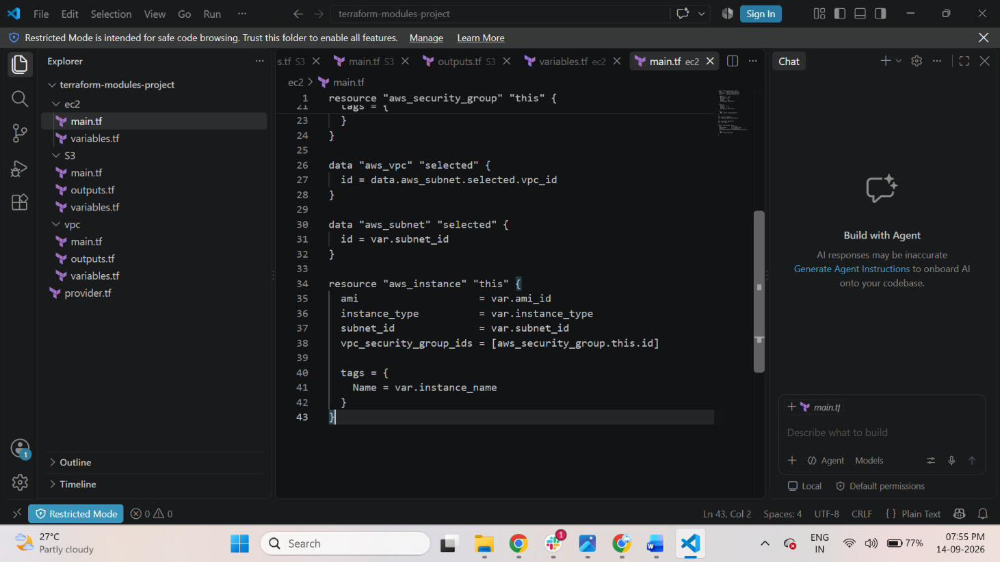 File Edit Selection View Go Run ··· terraform-modules-project Sign In
Restricted Mode is intended for safe code browsing. Trust this folder to enable all features. Manage Learn More
Explorer
terraform-modules-project
ec2
main.tf
variables.tf
S3
main.tf
outputs.tf
variables.tf
vpc
main.tf
outputs.tf
variables.tf
provider.tf
Outline
Timeline
s.tf S3 main.tf S3 outputs.tf S3 variables.tf ec2 main.tf ec2
ec2 > main.tf
1 resource "aws_security_group" "this" {
21 tags = {
23 }
24 }
25
26 data "aws_vpc" "selected" {
27 id = data.aws_subnet.selected.vpc_id
28 }
29
30 data "aws_subnet" "selected" {
31 id = var.subnet_id
32 }
33
34 resource "aws_instance" "this" {
35 ami = var.ami_id
36 instance_type = var.instance_type
37 subnet_id = var.subnet_id
38 vpc_security_group_ids = [aws_security_group.this.id]
39
40 tags = {
41 Name = var.instance_name
42 }
43 }
Chat
Build with Agent
AI responses may be inaccurate
Generate Agent Instructions to onboard AI
onto your codebase.
main.tf
Describe what to build
Agent Models
Local Default permissions
1
Restricted Mode 0 0 Ln 43, Col 2 Spaces: 4 UTF-8 CRLF { } Plain Text
27°C
Partly cloudy
Search
1
ENG
IN
77%
07:55 PM
14-09-2026